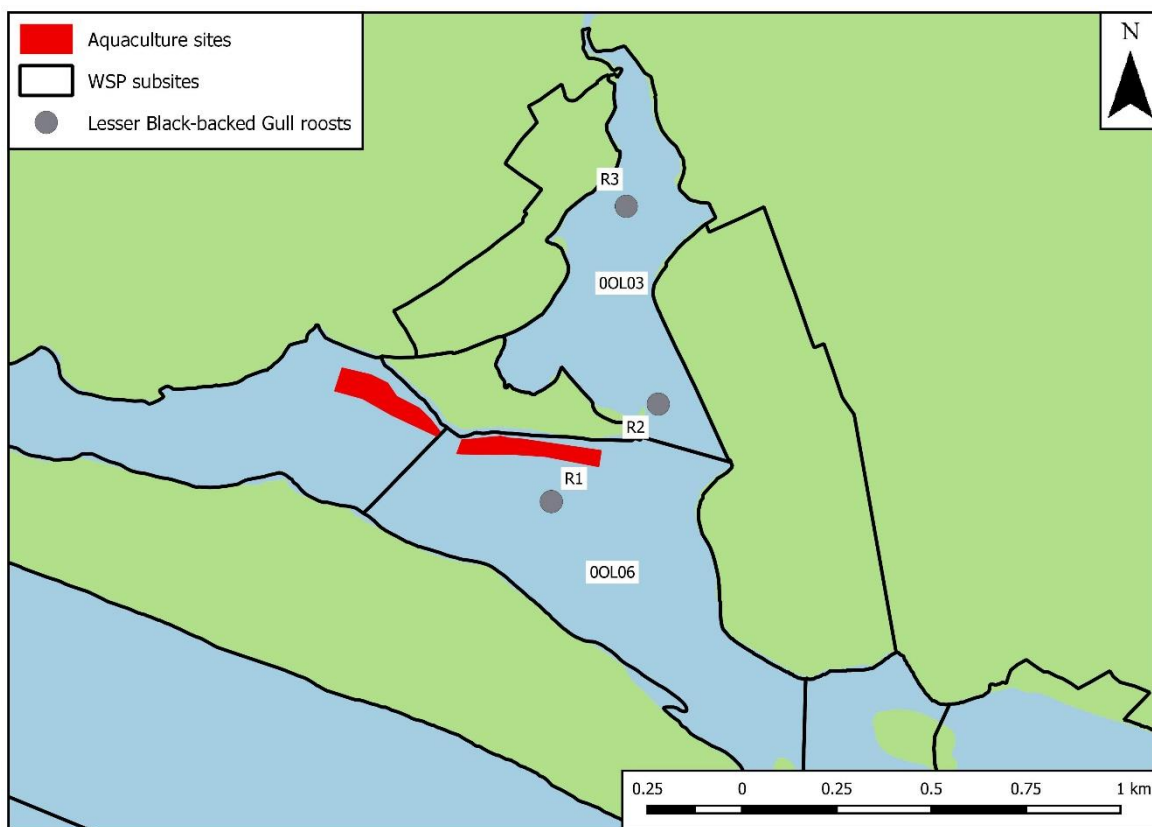 Aquaculture sites
WSP subsites
Lesser Black-backed Gull roosts
N
R3
0OL03
R2
R1
0OL06
0.25 0 0.25 0.5 0.75 1 km